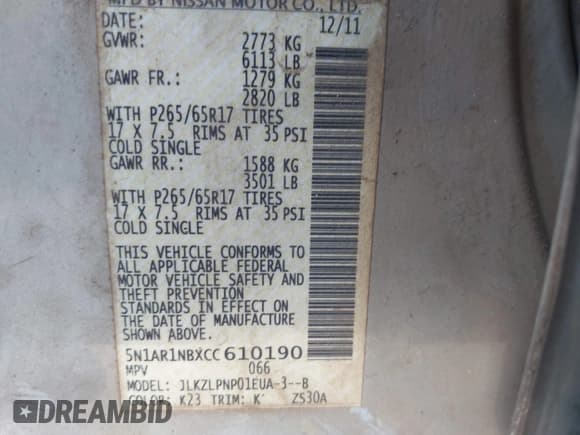 MFD BY NISSAN MOTOR CO., LTD.
DATE: 12/11
GVWR: 2773 KG
6113 LB
GAWR FR.: 1279 KG
2820 LB
WITH P265/65R17 TIRES
17 X 7.5 RIMS AT 35 PSI
COLD SINGLE
GAWR RR.: 1588 KG
3501 LB
WITH P265/65R17 TIRES
17 X 7.5 RIMS AT 35 PSI
COLD SINGLE
THIS VEHICLE CONFORMS TO
ALL APPLICABLE FEDERAL
MOTOR VEHICLE SAFETY AND
THEFT PREVENTION
STANDARDS IN EFFECT ON
THE DATE OF MANUFACTURE
SHOWN ABOVE.
5N1AR1NBXCC610190
MPV 066
MODEL: JLKZLPNP01EUA-3--B
COLOR: K23 TRIM: K ZS30A